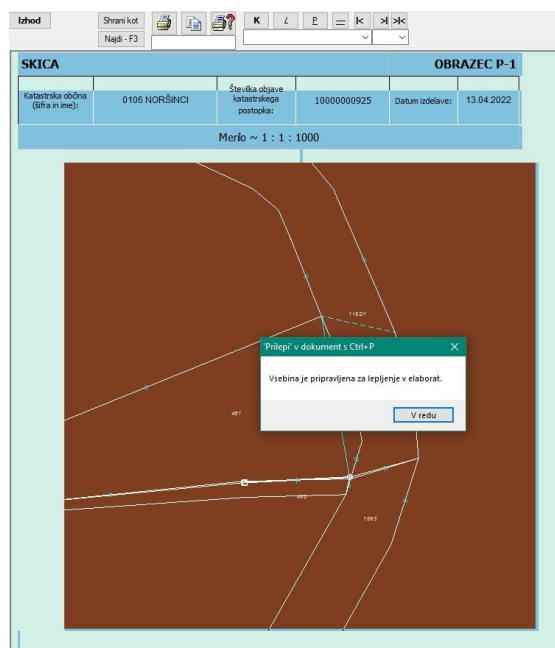 Izhod
Shrani kot
K L P
Najdi - F3
SKICA OBRAZEC P-1
Katastrska občina
(šifra in ime):
0106 NORŠINCI
Številka objave
katastrskega
postopka:
10000000925
Datum izdelave:
13.04.2022
Merilo ~ 1 : 1 : 1000
'Prilepi' v dokument s Ctrl+P
Vsebina je pripravljena za lepljenje v elaborat.
V redu
461